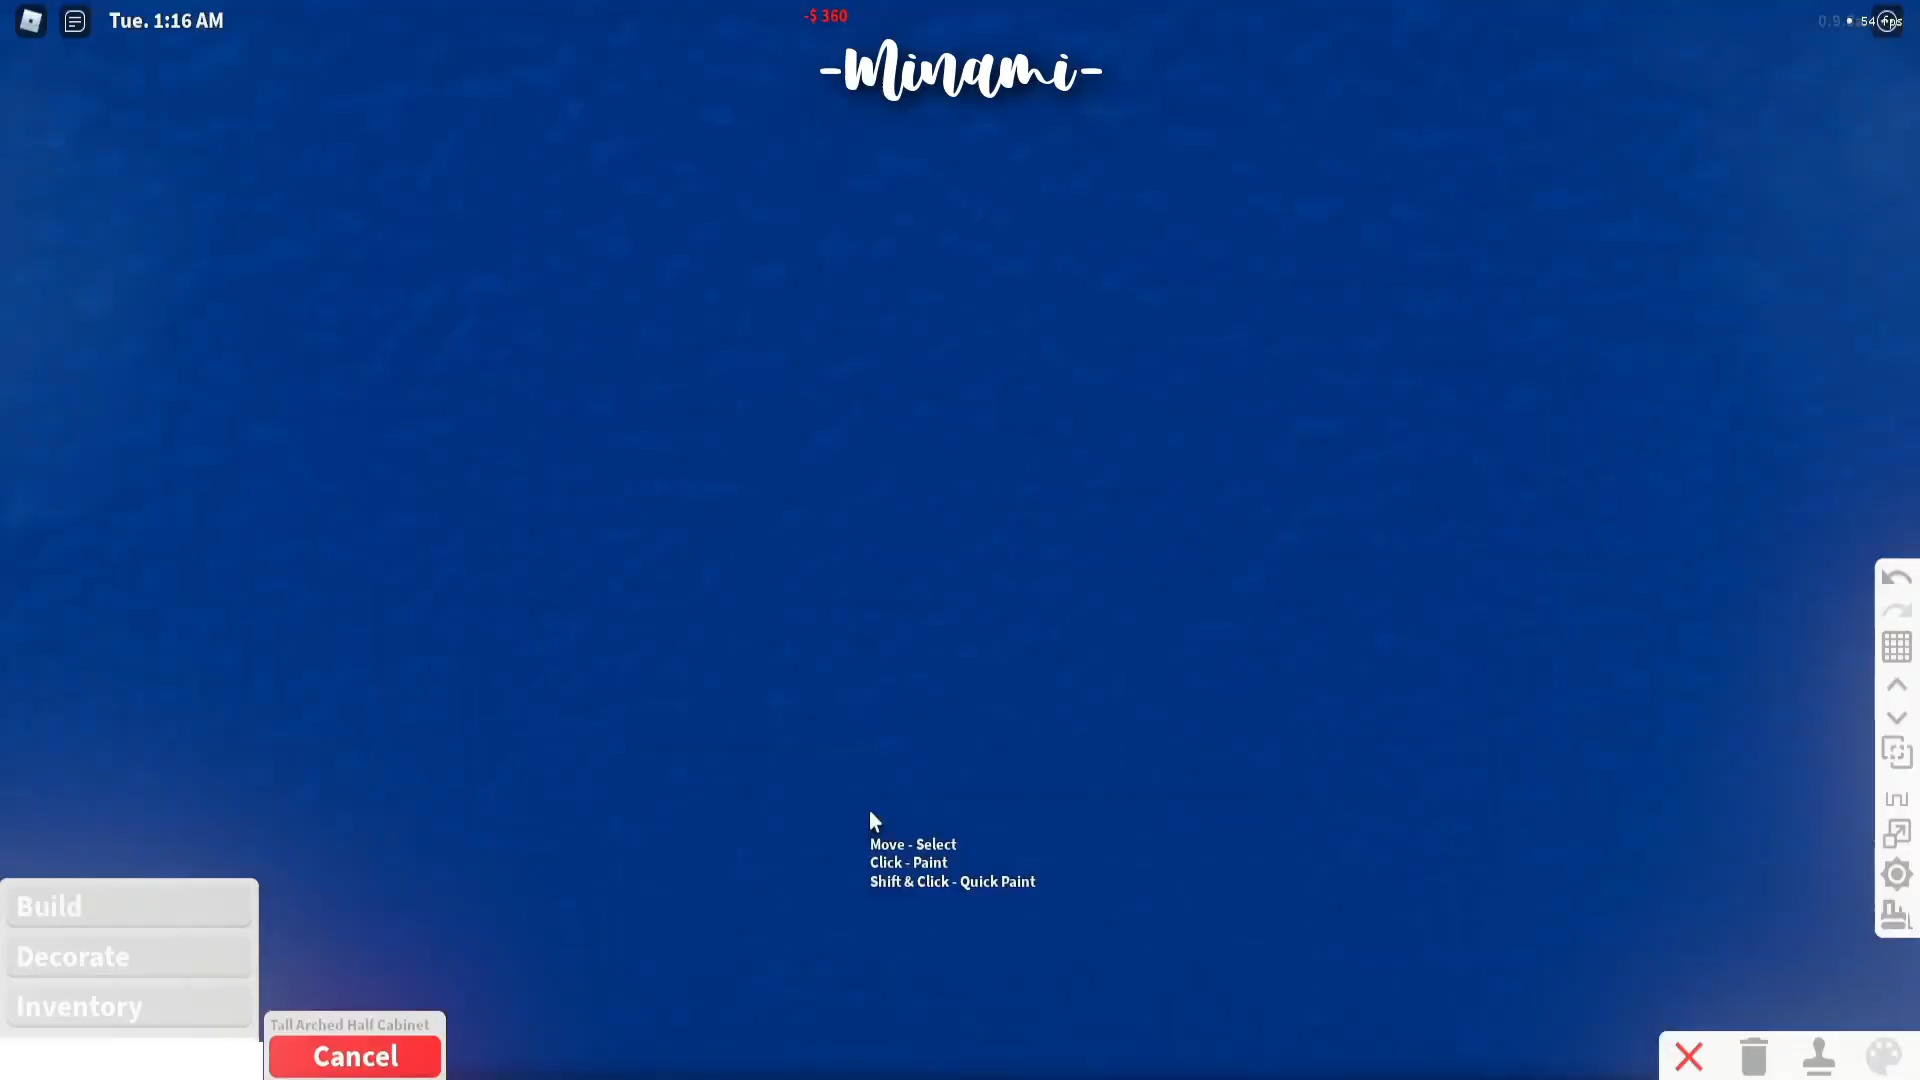 Tue. 1:16 AM
-$ 360
54 fps
-Minami-
Move - Select
Click - Paint
Shift & Click - Quick Paint
Build
Decorate
Inventory
Tall Arched Half Cabinet
Cancel